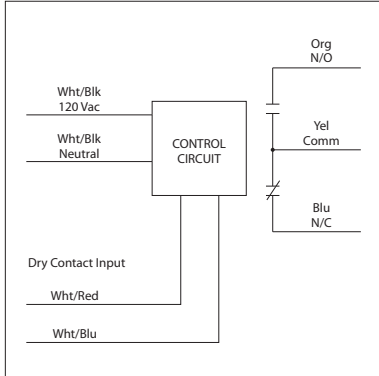 Org
N/O
Wht/Blk
120 Vac
Yel
Comm
Wht/Blk
Neutral
CONTROL
CIRCUIT
Blu
N/C
Dry Contact Input
Wht/Red
Wht/Blu